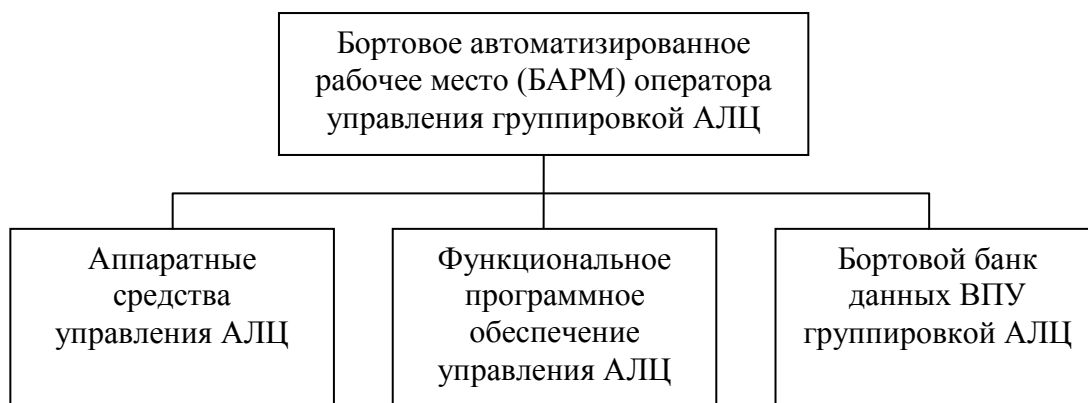 Бортовое автоматизированное
рабочее место (БАРМ) оператора
управления группировкой АЛЦ
Аппаратные
средства
управления АЛЦ
Функциональное
программное
обеспечение
управления АЛЦ
Бортовой банк
данных ВПУ
группировкой АЛЦ